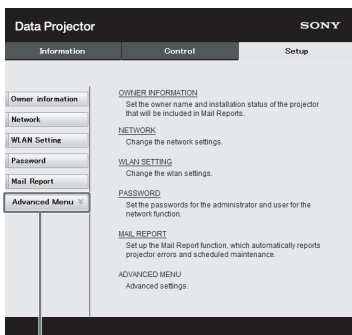 Data Projector
SONY
Information
Control
Setup
Owner information
Network
WLAN Setting
Password
Mail Report
Advanced Menu
OWNER INFORMATION
Set the owner name and installation status of the projector
that will be included in Mail Reports.
NETWORK
Change the network settings.
WLAN SETTING
Change the wlan settings.
PASSWORD
Set the passwords for the administrator and user for the
network function.
MAIL REPORT
Set up the Mail Report function, which automatically reports
projector errors and scheduled maintenance.
ADVANCED MENU
Advanced settings.